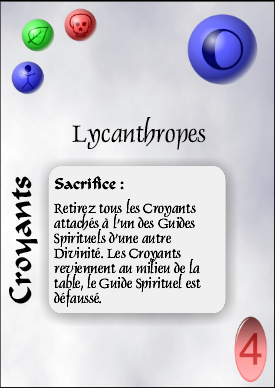 Lycanthropes
Croyants
Sacrifice :
Retirez tous les Croyants
attachés à l'un des Guides
Spirituels d'une autre
Divinité. Les Croyants
reviennent au milieu de la
table, le Guide Spirituel est
défaussé.
4